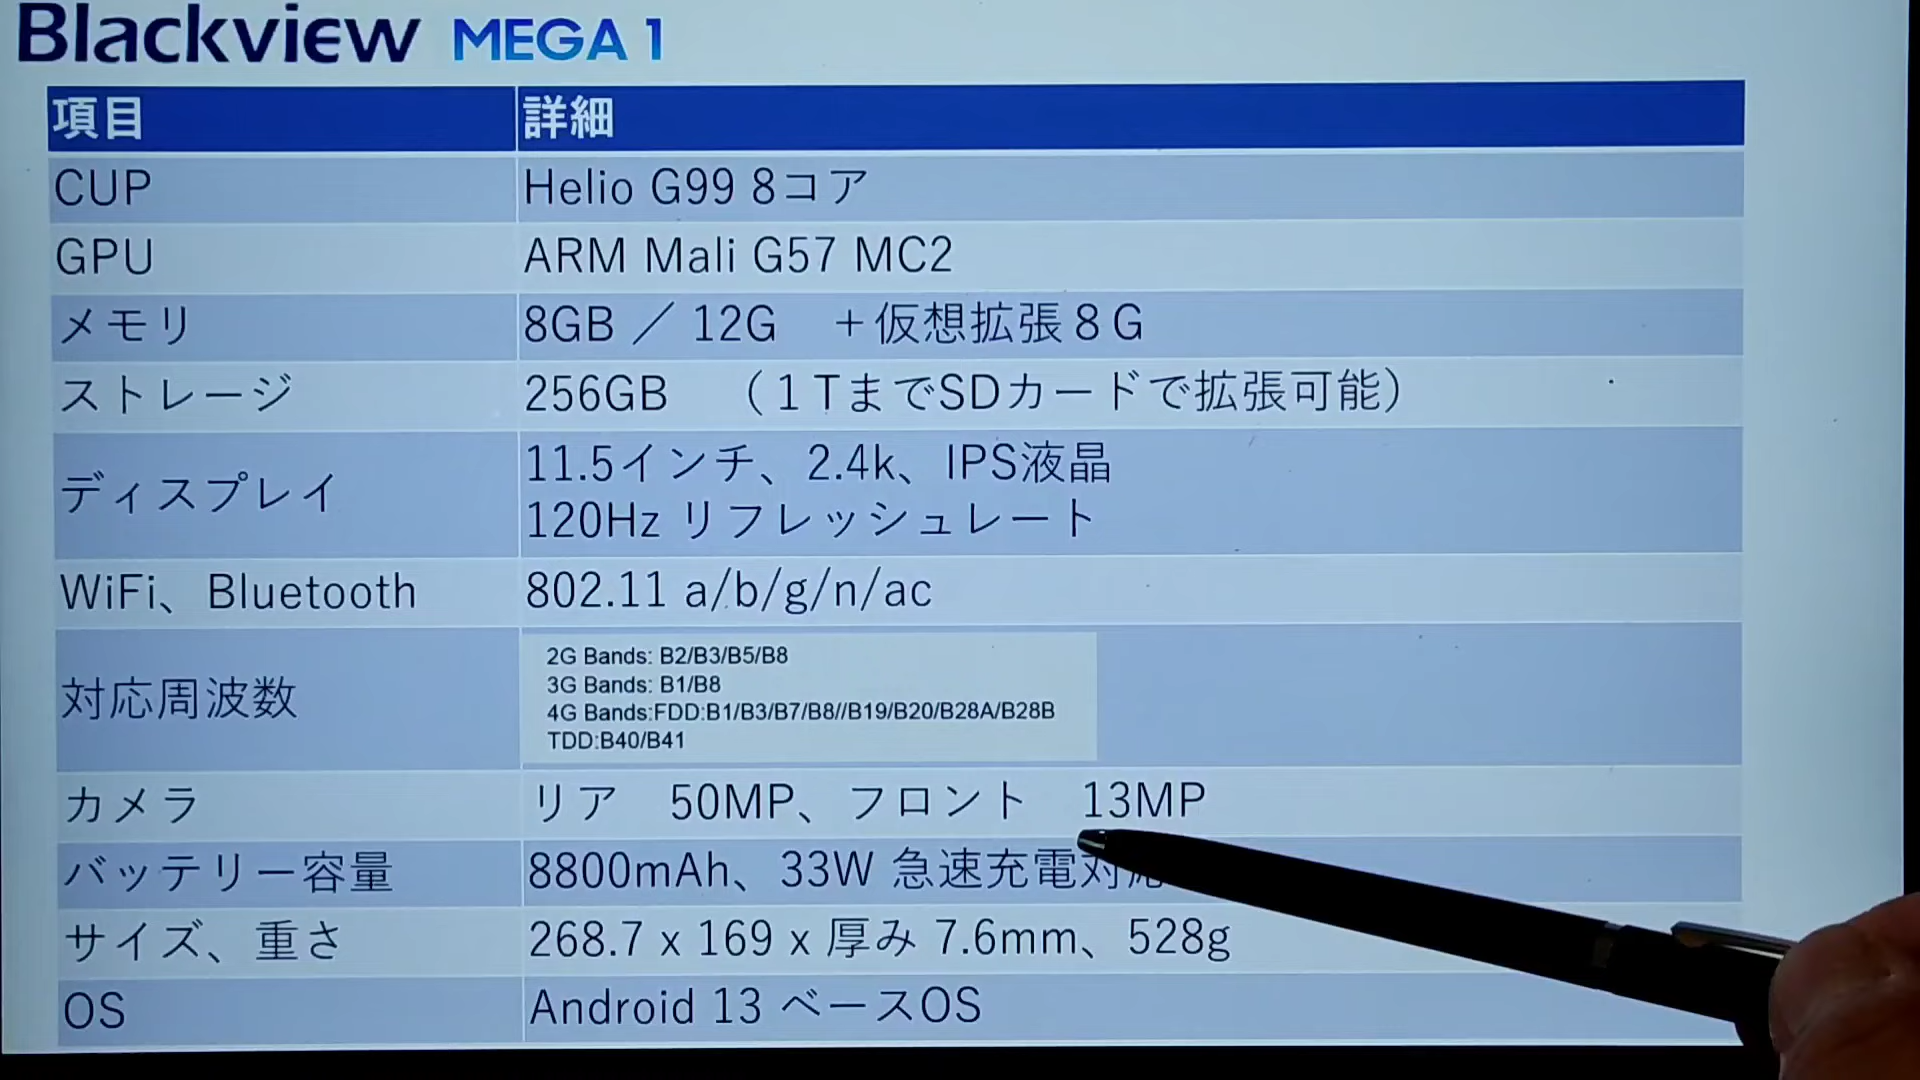 Blackview MEGA 1
項目 詳細
CUP Helio G99 8コア
GPU ARM Mali G57 MC2
メモリ 8GB ／ 12G ＋仮想拡張８G
ストレージ 256GB （１TまでSDカードで拡張可能）
ディスプレイ 11.5インチ、2.4k、IPS液晶
120Hz リフレッシュレート
WiFi、Bluetooth 802.11 a/b/g/n/ac
対応周波数 2G Bands: B2/B3/B5/B8
3G Bands: B1/B8
4G Bands:FDD:B1/B3/B7/B8//B19/B20/B28A/B28B
TDD:B40/B41
カメラ リア 50MP、フロント 13MP
バッテリー容量 8800mAh、33W 急速充電対応
サイズ、重さ 268.7 x 169 x 厚み 7.6mm、528g
OS Android 13 ベースOS